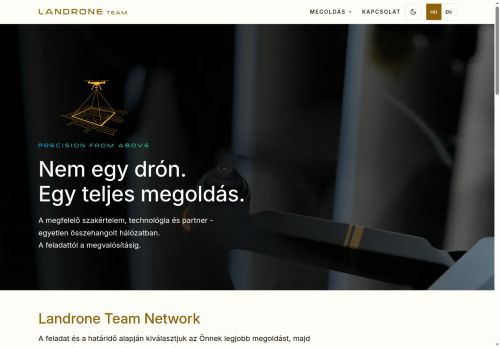 LANDRONE TEAM
MEGOLDÁS
KAPCSOLAT
HU
EN
PRECISION FROM ABOVE
Nem egy drón.
Egy teljes megoldás.
A megfelelő szakértelem, technológia és partner -
egyetlen összehangolt hálózatban.
A feladattól a megvalósításig.
Landrone Team Network
A feladat és a határidő alapján kiválasztjuk az Önnek legjobb megoldást, majd